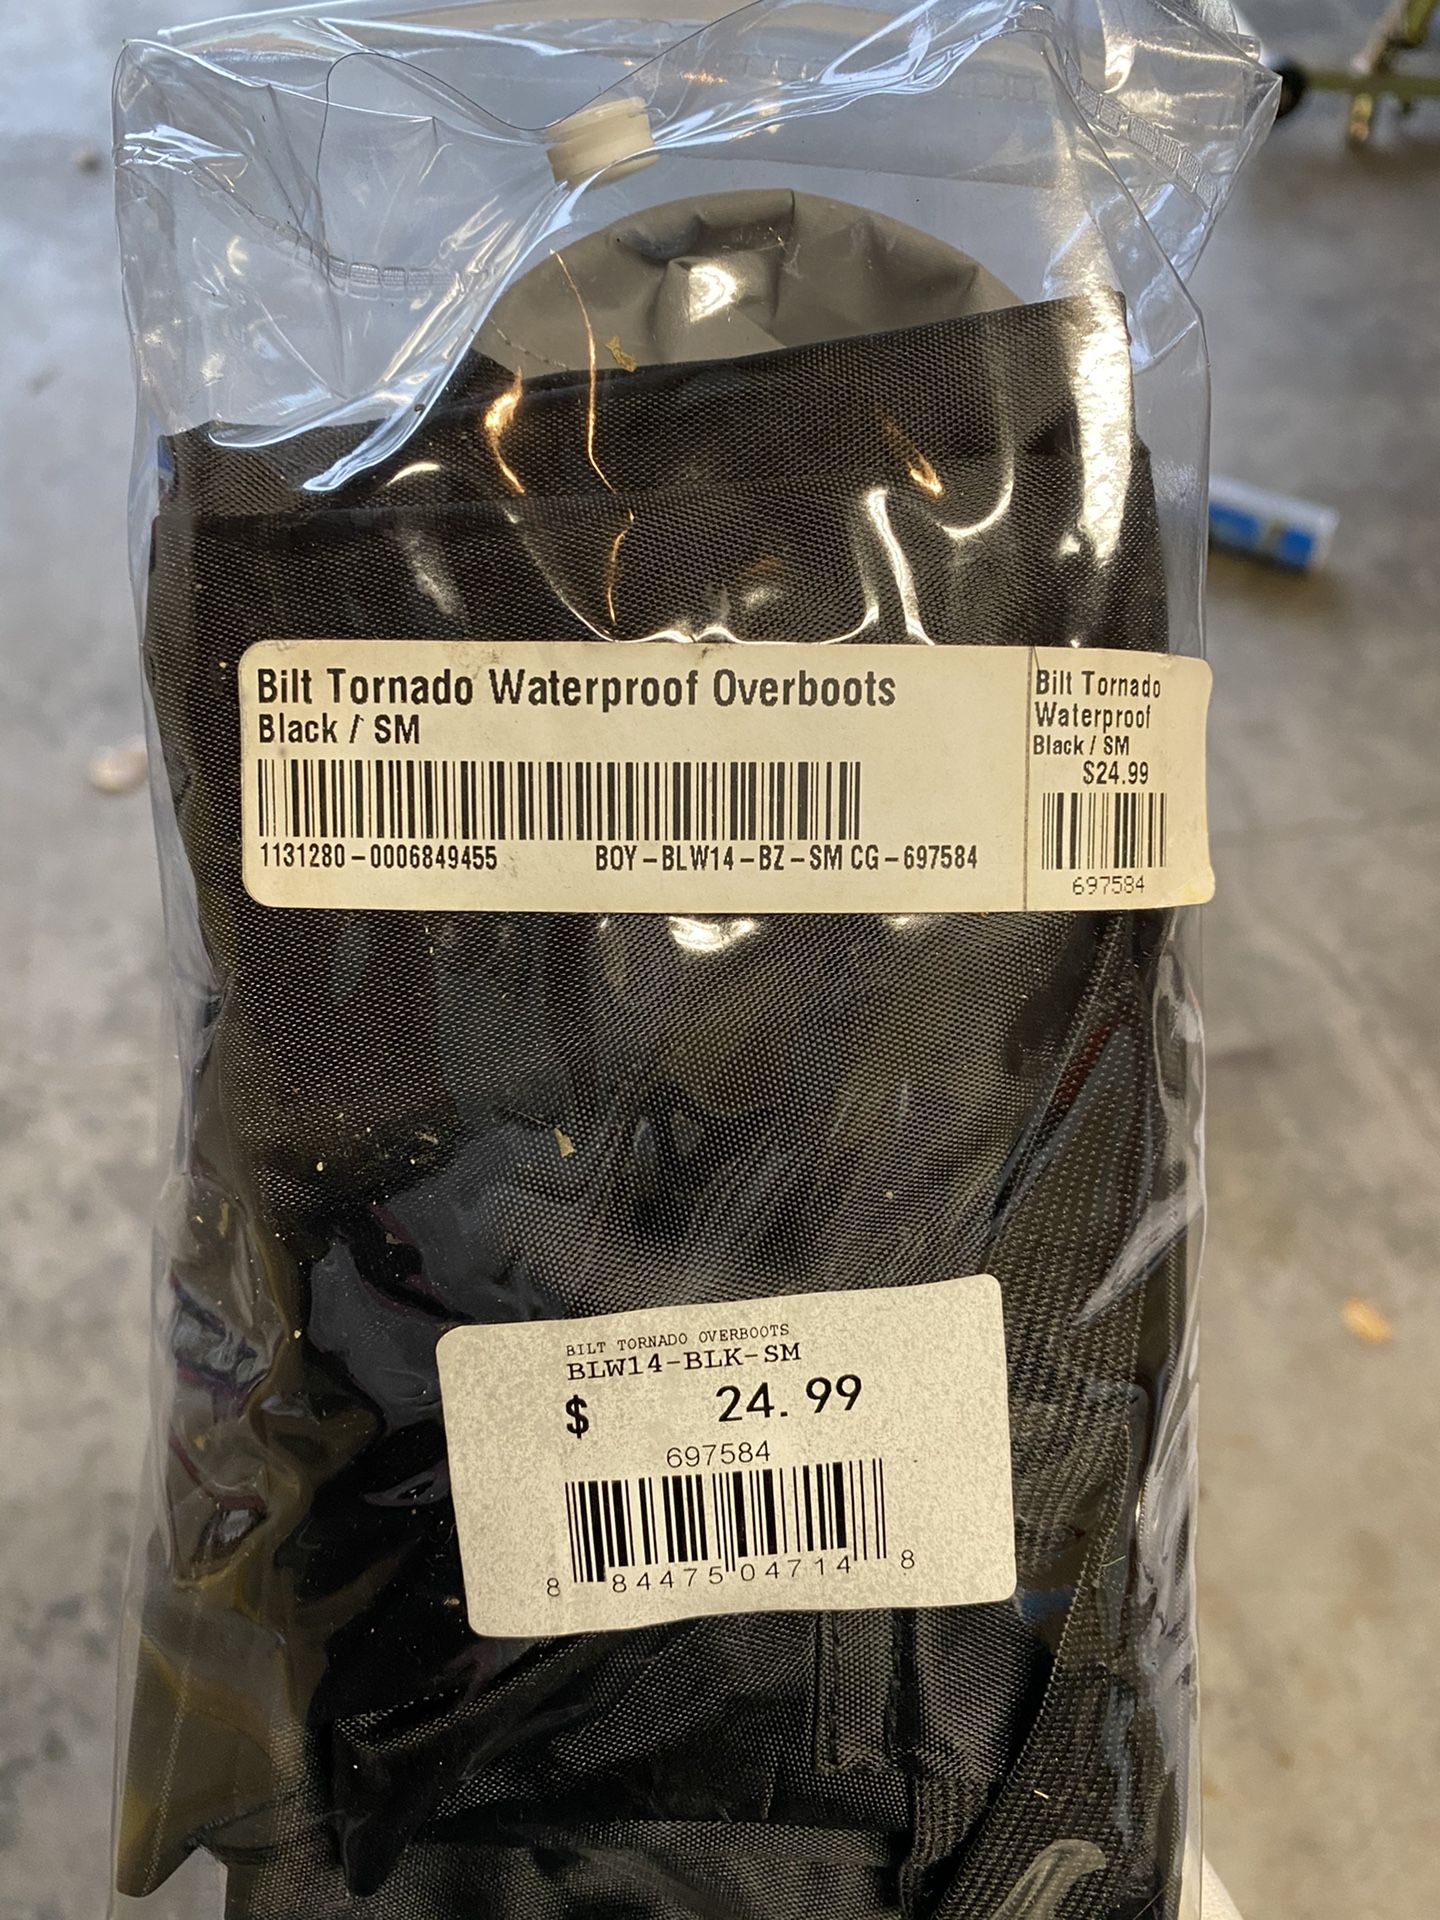 Bilt Tornado Waterproof Overboots
Black / SM
1131280-0006849455 BOY-BLW14-BZ-SM CG-697584
Bilt Tornado
Waterproof
Black / SM
$24.99
697584
BILT TORNADO OVERBOOTS
BLW14-BLK-SM
$ 24.99
697584
8 84475 04714 8